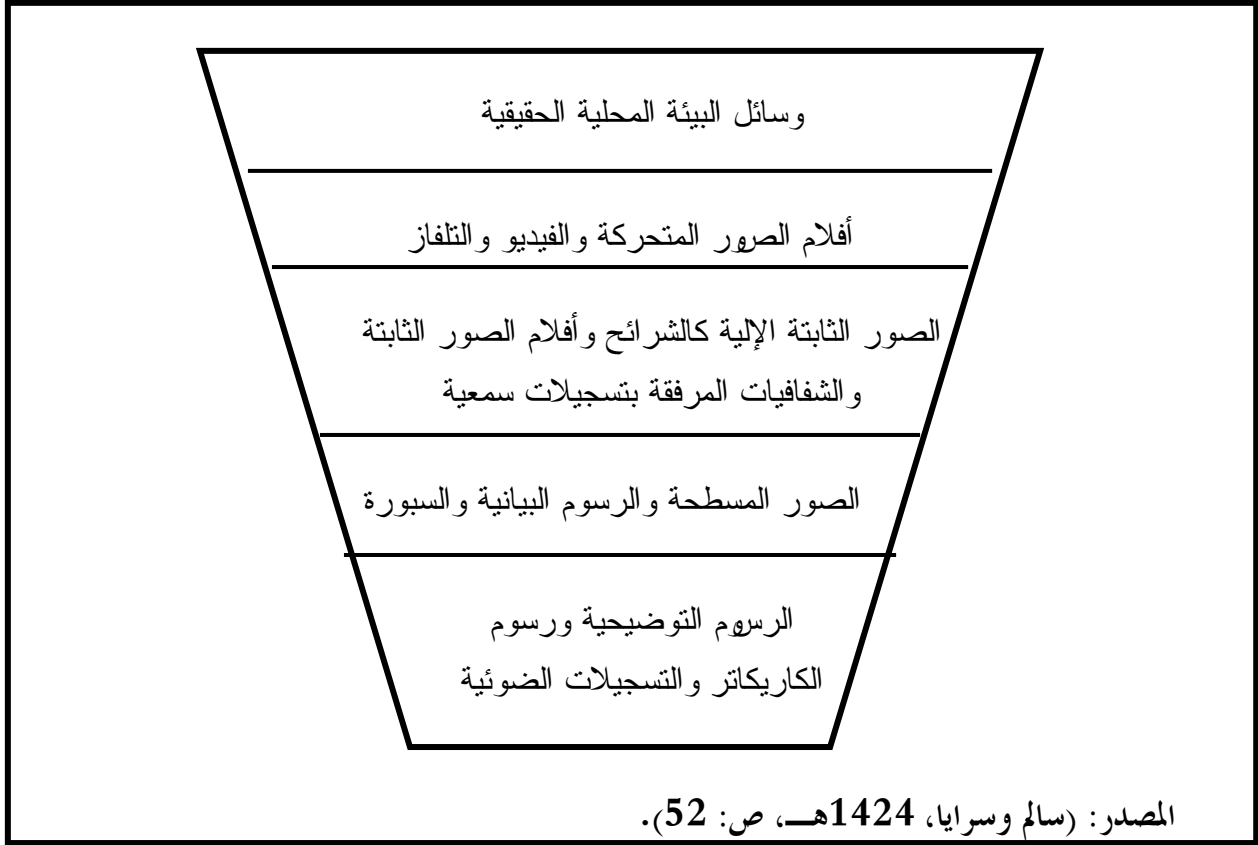 وسائل البيئة المحلية الحقيقية
أفلام الصور المتحركة والفيديو والتلفاز
الصور الثابتة الإلية كالشرائح وأفلام الصور الثابتة
والشفافيات المرفقة بتسجيلات سمعية
الصور المسطحة والرسوم البيانية والسبورة
الرسوم التوضيحية ورسوم
الكاريكاتر والتسجيلات الضوئية
المصدر: (سالم وسرايا، 1424هـ، ص: 52).